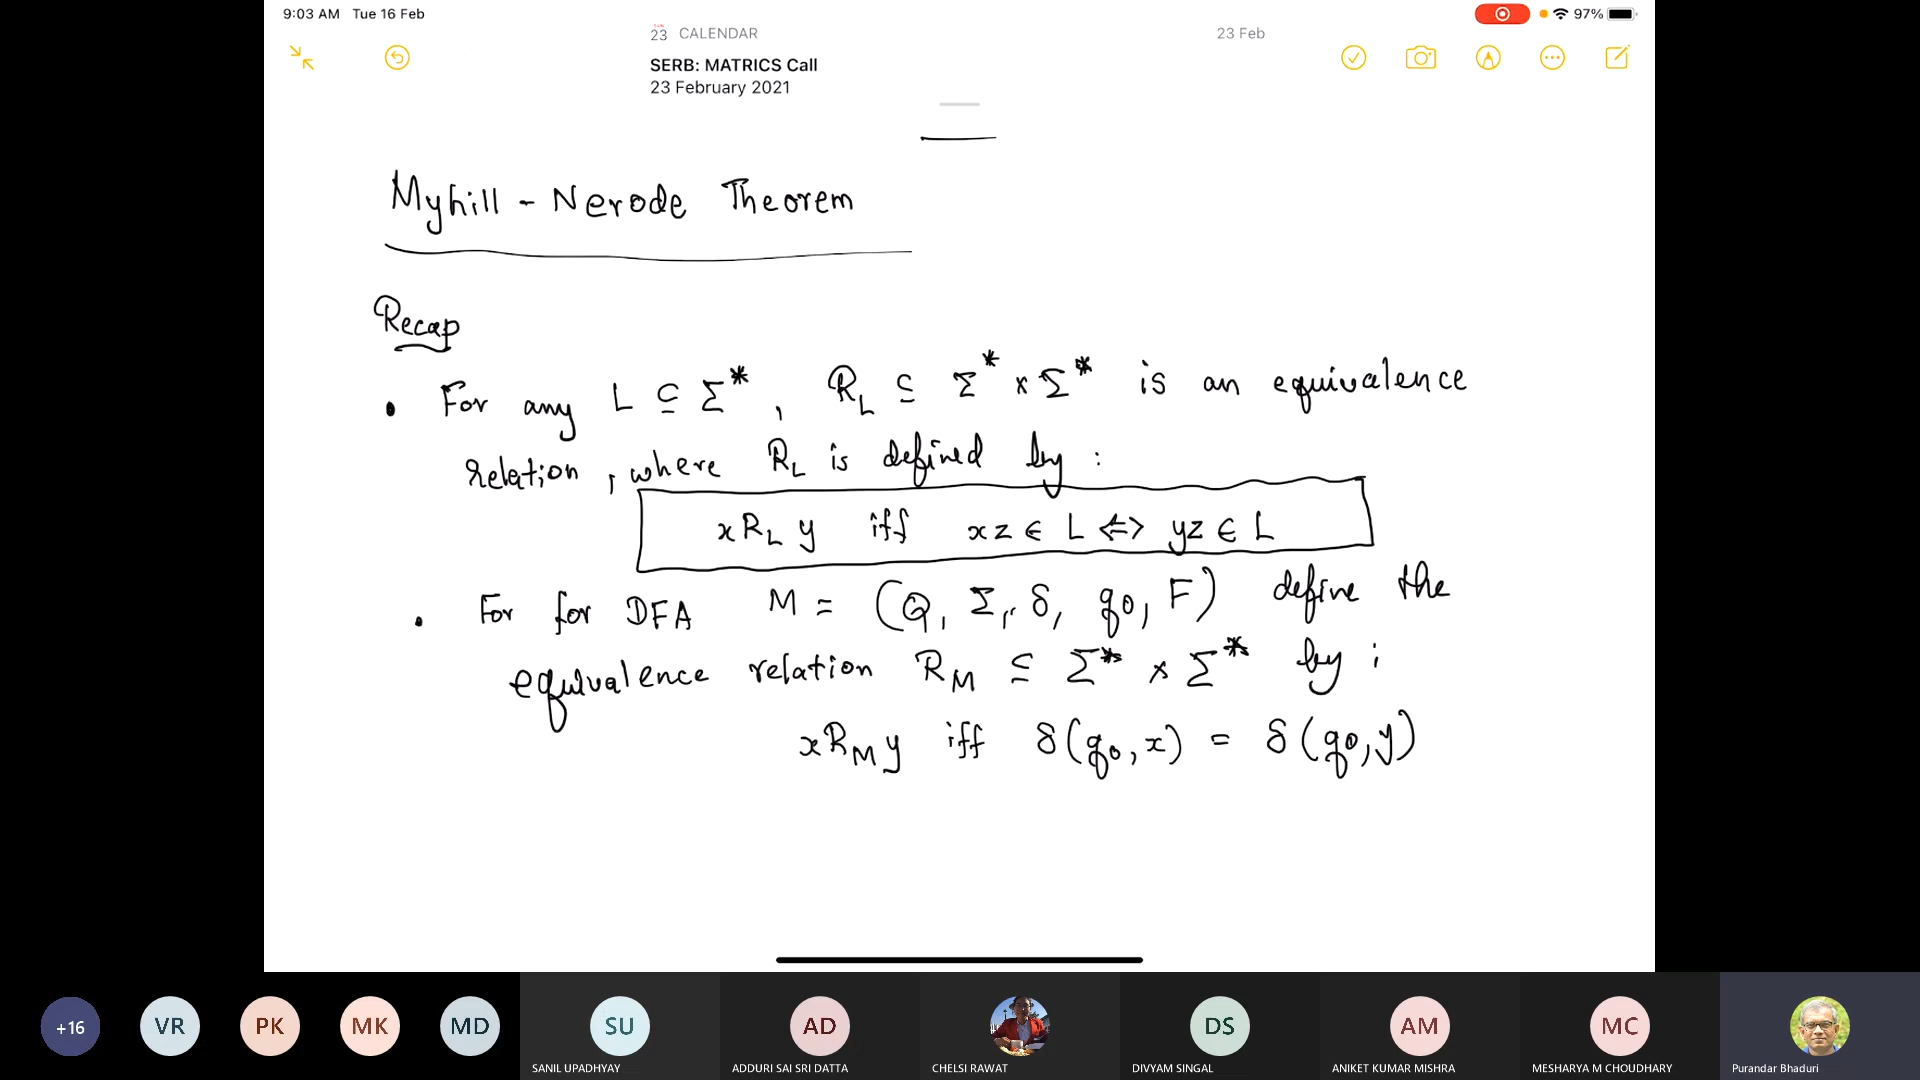 9:03 AM Tue 16 Feb
97%
23 CALENDAR
23 Feb
SERB: MATRICS Call
23 February 2021
Myhill - Nerode Theorem
Recap
• For any L ⊆ Σ*, R_L ⊆ Σ* × Σ* is an equivalence
relation, where R_L is defined by:
x R_L y iff xz ∈ L ⇔ yz ∈ L
• For for DFA M = (Q, Σ, δ, q0, F) define the
equivalence relation R_M ⊆ Σ* × Σ* by:
x R_M y iff δ(q0, x) = δ(q0, y)
+16 VR PK MK MD SU AD DS AM MC
SANIL UPADHYAY ADDURI SAI SRI DATTA CHELSI RAWAT DIVYAM SINGAL ANIKET KUMAR MISHRA MESHARYA M CHOUDHARY Purandar Bhaduri